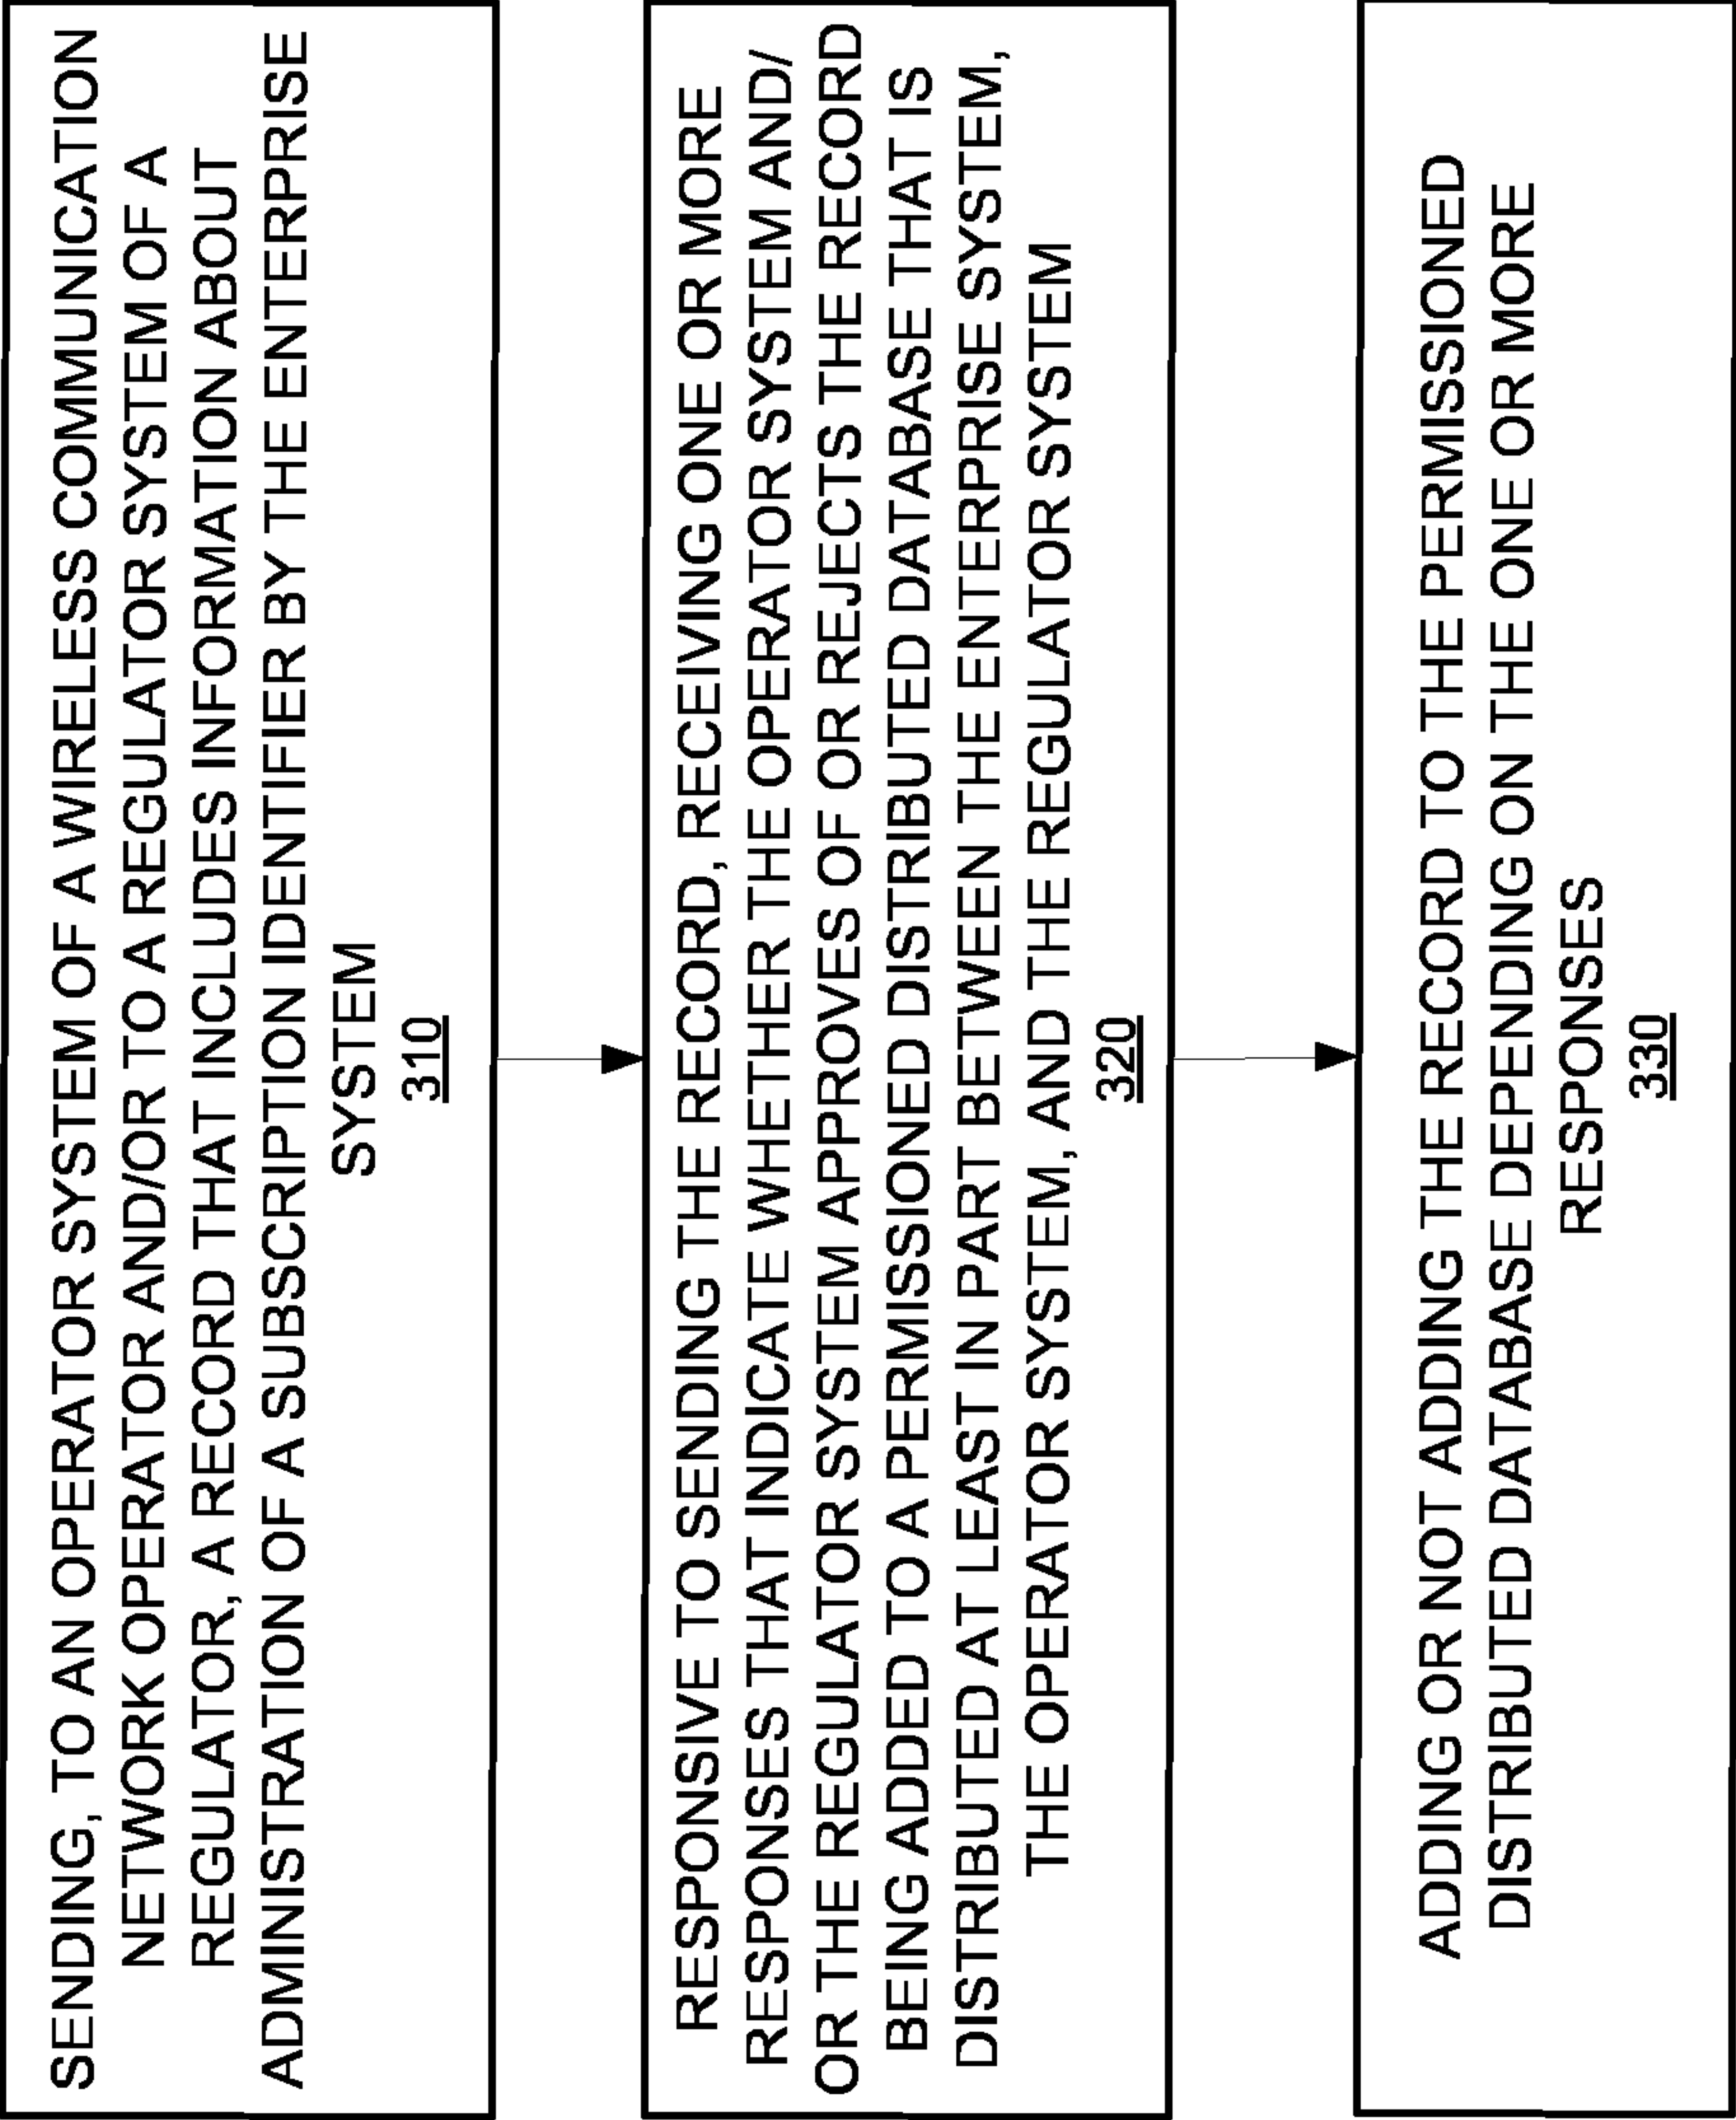 SENDING, TO AN OPERATOR SYSTEM OF A WIRELESS COMMUNICATION
NETWORK OPERATOR AND/OR TO A REGULATOR SYSTEM OF A
REGULATOR, A RECORD THAT INCLUDES INFORMATION ABOUT
ADMINISTRATION OF A SUBSCRIPTION IDENTIFIER BY THE ENTERPRISE
SYSTEM
310
RESPONSIVE TO SENDING THE RECORD, RECEIVING ONE OR MORE
RESPONSES THAT INDICATE WHETHER THE OPERATOR SYSTEM AND/
OR THE REGULATOR SYSTEM APPROVES OF OR REJECTS THE RECORD
BEING ADDED TO A PERMISSIONED DISTRIBUTED DATABASE THAT IS
DISTRIBUTED AT LEAST IN PART BETWEEN THE ENTERPRISE SYSTEM,
THE OPERATOR SYSTEM, AND THE REGULATOR SYSTEM
320
ADDING OR NOT ADDING THE RECORD TO THE PERMISSIONED
DISTRIBUTED DATABASE DEPENDING ON THE ONE OR MORE
RESPONSES
330